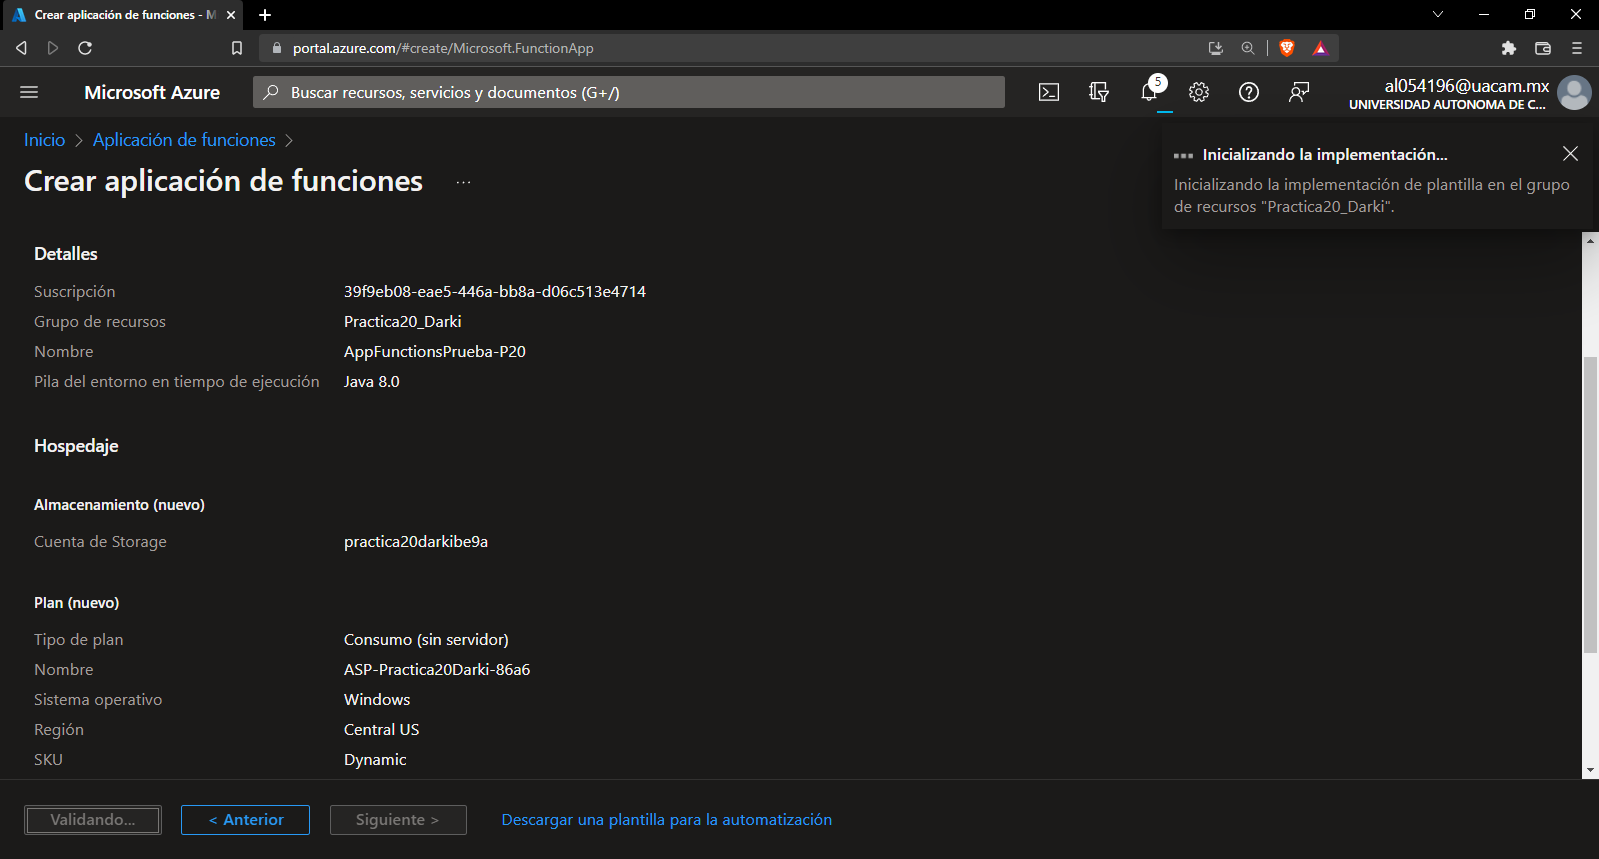 Crear aplicación de funciones - M
portal.azure.com/#create/Microsoft.FunctionApp
Microsoft Azure
Buscar recursos, servicios y documentos (G+/)
5
al054196@uacam.mx
UNIVERSIDAD AUTONOMA DE C...
Inicio > Aplicación de funciones >
Crear aplicación de funciones ...
Inicializando la implementación...
Inicializando la implementación de plantilla en el grupo
de recursos "Practica20_Darki".
Detalles
Suscripción 39f9eb08-eae5-446a-bb8a-d06c513e4714
Grupo de recursos Practica20_Darki
Nombre AppFunctionsPrueba-P20
Pila del entorno en tiempo de ejecución Java 8.0
Hospedaje
Almacenamiento (nuevo)
Cuenta de Storage practica20darkibe9a
Plan (nuevo)
Tipo de plan Consumo (sin servidor)
Nombre ASP-Practica20Darki-86a6
Sistema operativo Windows
Región Central US
SKU Dynamic
Validando... < Anterior Siguiente > Descargar una plantilla para la automatización